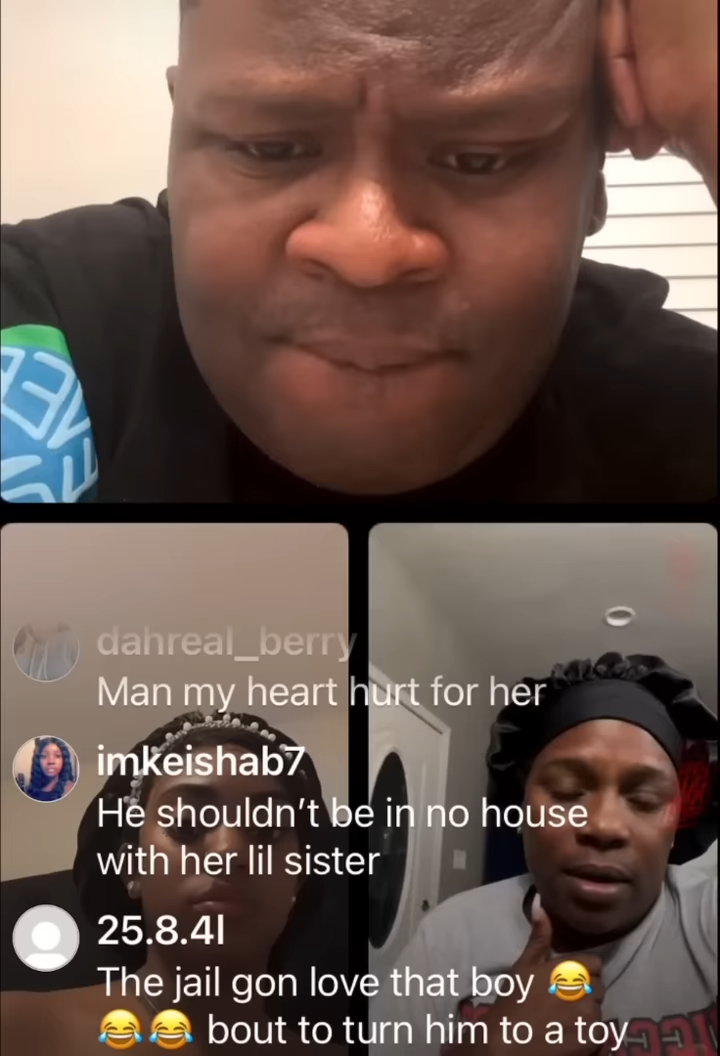 dahreal_berry
Man my heart hurt for her
imkeishab7
He shouldn't be in no house
with her lil sister
25.8.4l
The jail gon love that boy 😂
😂😂 bout to turn him to a toy